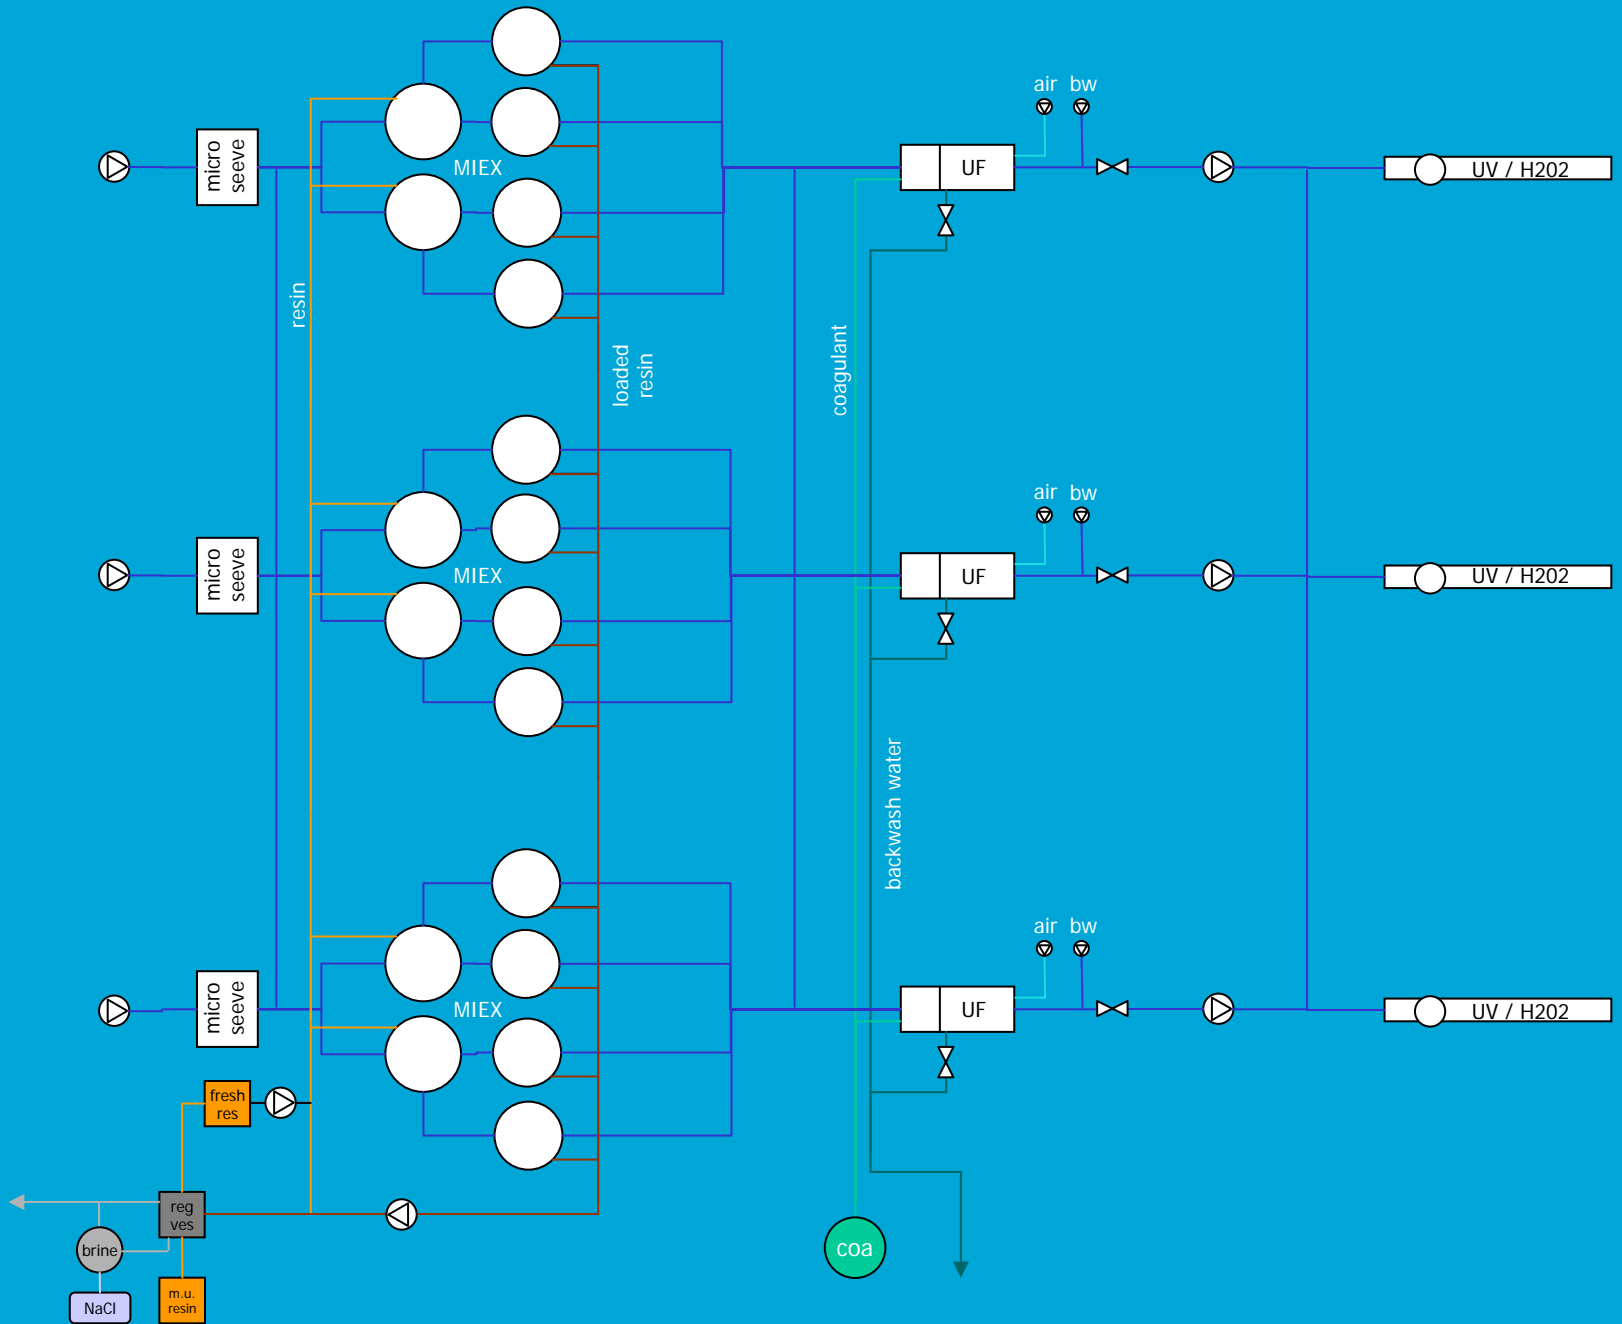 air bw
micro
seeve
MIEX
UF
UV / H202
resin
loaded
resin
coagulant
air bw
micro
seeve
MIEX
UF
UV / H202
backwash water
air bw
micro
seeve
MIEX
UF
UV / H202
fresh
res
reg
ves
brine
coa
NaCl
m.u.
resin